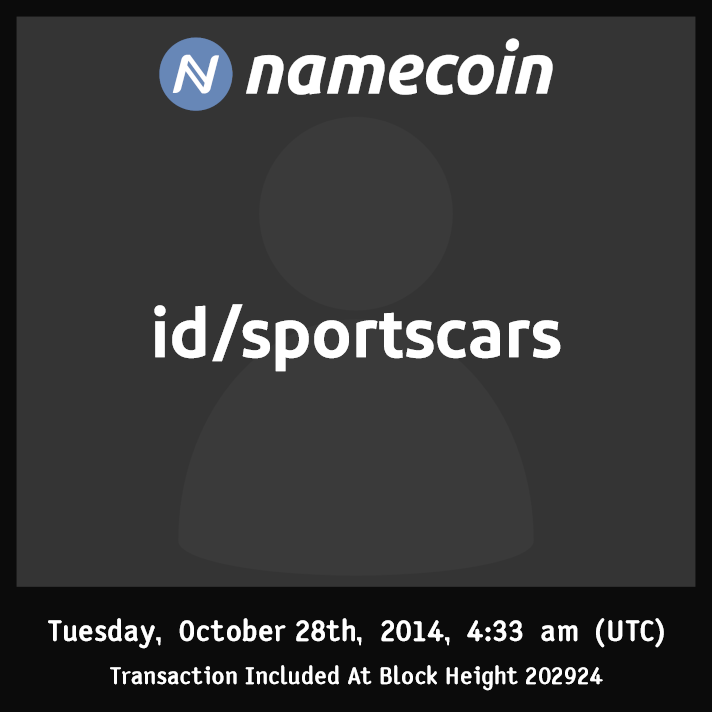 namecoin
id/sportscars
Tuesday, October 28th, 2014, 4:33 am (UTC)
Transaction Included At Block Height 202924